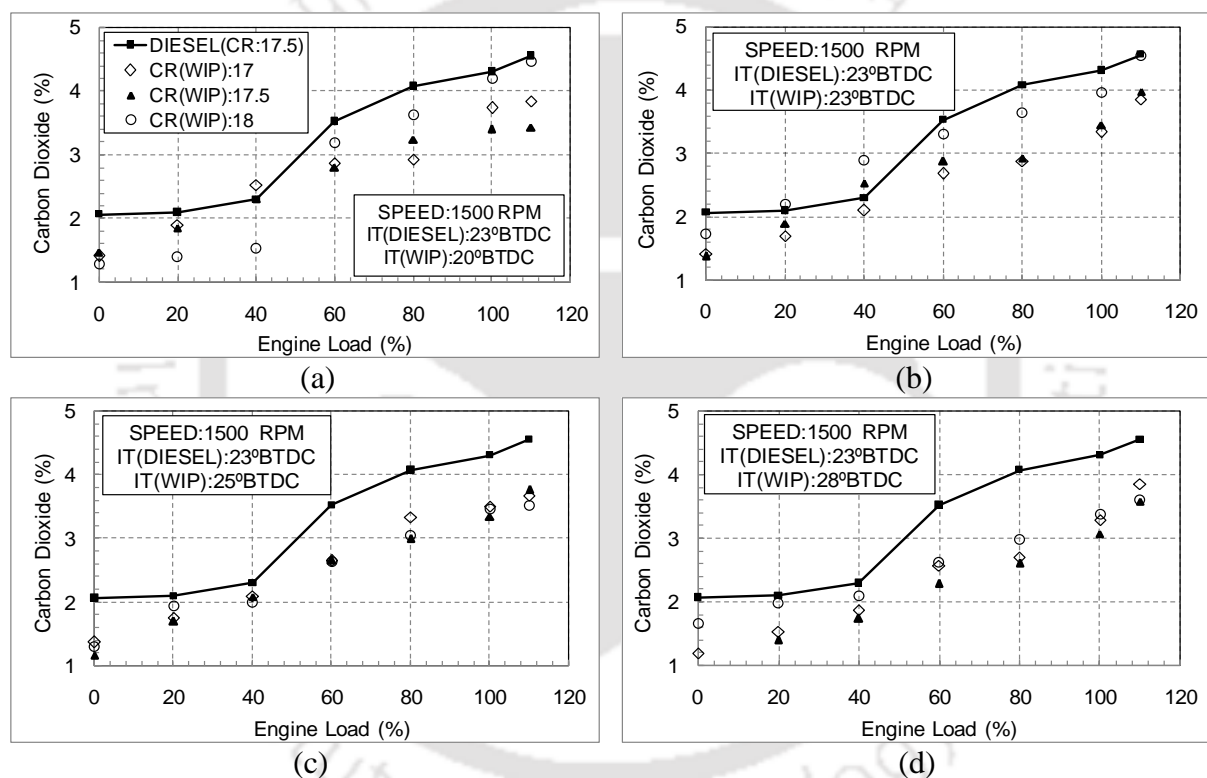 5
4
3
2
1
Carbon Dioxide (%)
DIESEL(CR:17.5)
CR(WIP):17
CR(WIP):17.5
CR(WIP):18
SPEED:1500 RPM
IT(DIESEL):23ºBTDC
IT(WIP):20ºBTDC
0 20 40 60 80 100 120
Engine Load (%)
(a)
5
4
3
2
1
Carbon Dioxide (%)
SPEED:1500 RPM
IT(DIESEL):23ºBTDC
IT(WIP):23ºBTDC
0 20 40 60 80 100 120
Engine Load (%)
(b)
5
4
3
2
1
Carbon Dioxide (%)
SPEED:1500 RPM
IT(DIESEL):23ºBTDC
IT(WIP):25ºBTDC
0 20 40 60 80 100 120
Engine Load (%)
(c)
5
4
3
2
1
Carbon Dioxide (%)
SPEED:1500 RPM
IT(DIESEL):23ºBTDC
IT(WIP):28ºBTDC
0 20 40 60 80 100 120
Engine Load (%)
(d)